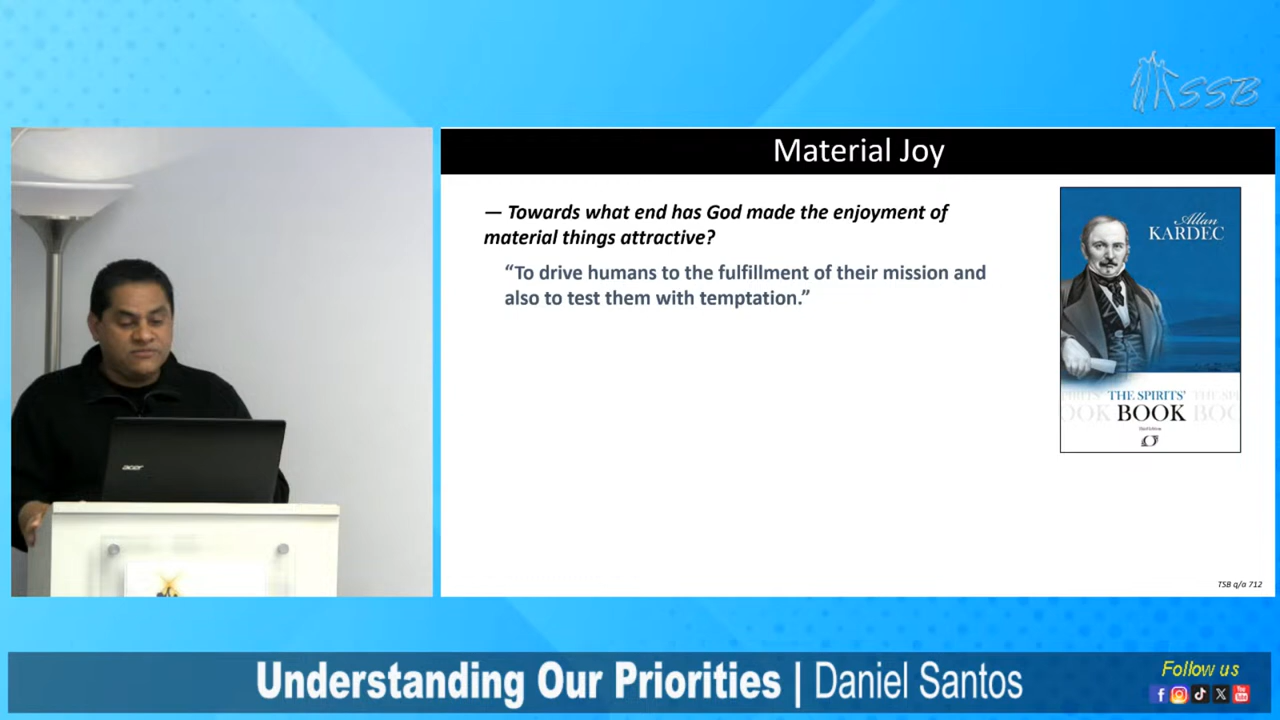 SSB
Material Joy
— Towards what end has God made the enjoyment of
material things attractive?
“To drive humans to the fulfillment of their mission and
also to test them with temptation.”
Allan
KARDEC
THE SPIRITS’
BOOK
acer
TSB q/a 712
Understanding Our Priorities | Daniel Santos
Follow us